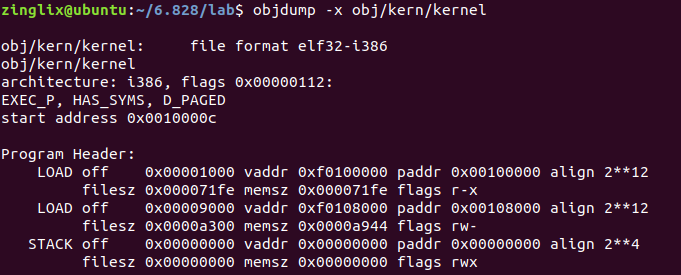 zinglix@ubuntu:~/6.828/lab$ objdump -x obj/kern/kernel
obj/kern/kernel:     file format elf32-i386
obj/kern/kernel
architecture: i386, flags 0x00000112:
EXEC_P, HAS_SYMS, D_PAGED
start address 0x0010000c
Program Header:
    LOAD off    0x00001000 vaddr 0xf0100000 paddr 0x00100000 align 2**12
         filesz 0x000071fe memsz 0x000071fe flags r-x
    LOAD off    0x00009000 vaddr 0xf0108000 paddr 0x00108000 align 2**12
         filesz 0x0000a300 memsz 0x0000a944 flags rw-
   STACK off    0x00000000 vaddr 0x00000000 paddr 0x00000000 align 2**4
         filesz 0x00000000 memsz 0x00000000 flags rwx